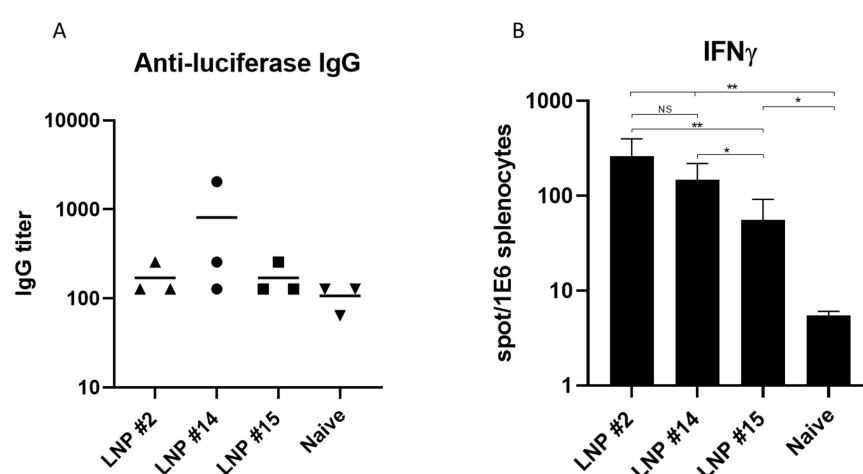 A
Anti-luciferase IgG
IgG titer
10000
1000
100
10
LNP #2
LNP #14
LNP #15
Naive
B
IFNγ
spot/1E6 splenocytes
1000
100
10
1
**
*
NS
**
*
LNP #2
LNP #14
LNP #15
Naive